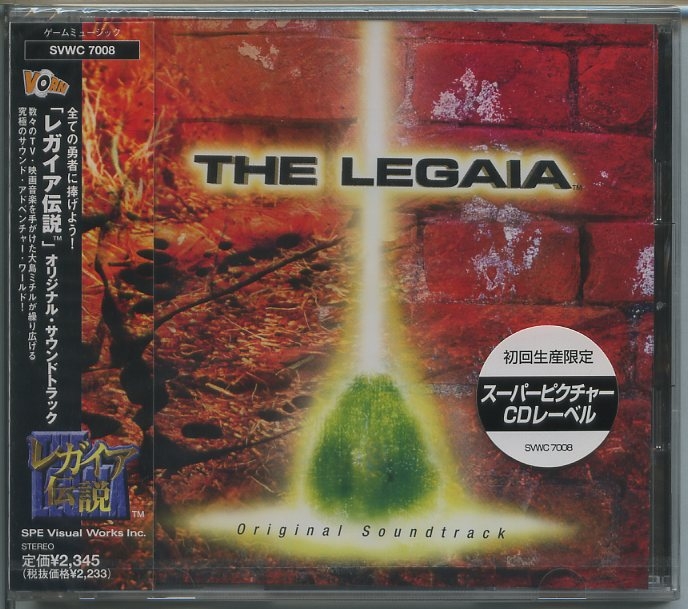 ゲームミュージック
SVWC 7008
VORN
全ての勇者に捧げよう!
「レガイア伝説™」オリジナル・サウンドトラック
数々のTV・映画音楽を手がけた大島ミチルが繰り広げる
究極のサウンド・アドベンチャー・ワールド!
レガイア
伝説
TM
SPE Visual Works Inc.
STEREO
定価¥2,345
(税抜価格¥2,233)
THE LEGAIA™
初回生産限定
スーパーピクチャー
CDレーベル
SVWC 7008
Original Soundtrack